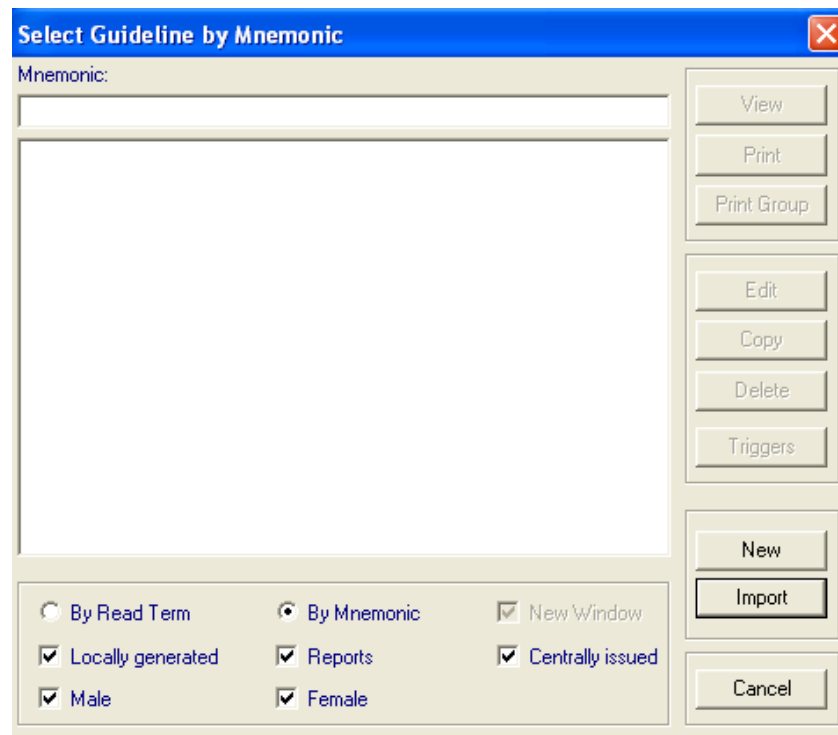 Select Guideline by Mnemonic
Mnemonic:
View
Print
Print Group
Edit
Copy
Delete
Triggers
New
Import
By Read Term By Mnemonic New Window
Locally generated Reports Centrally issued
Male Female
Cancel